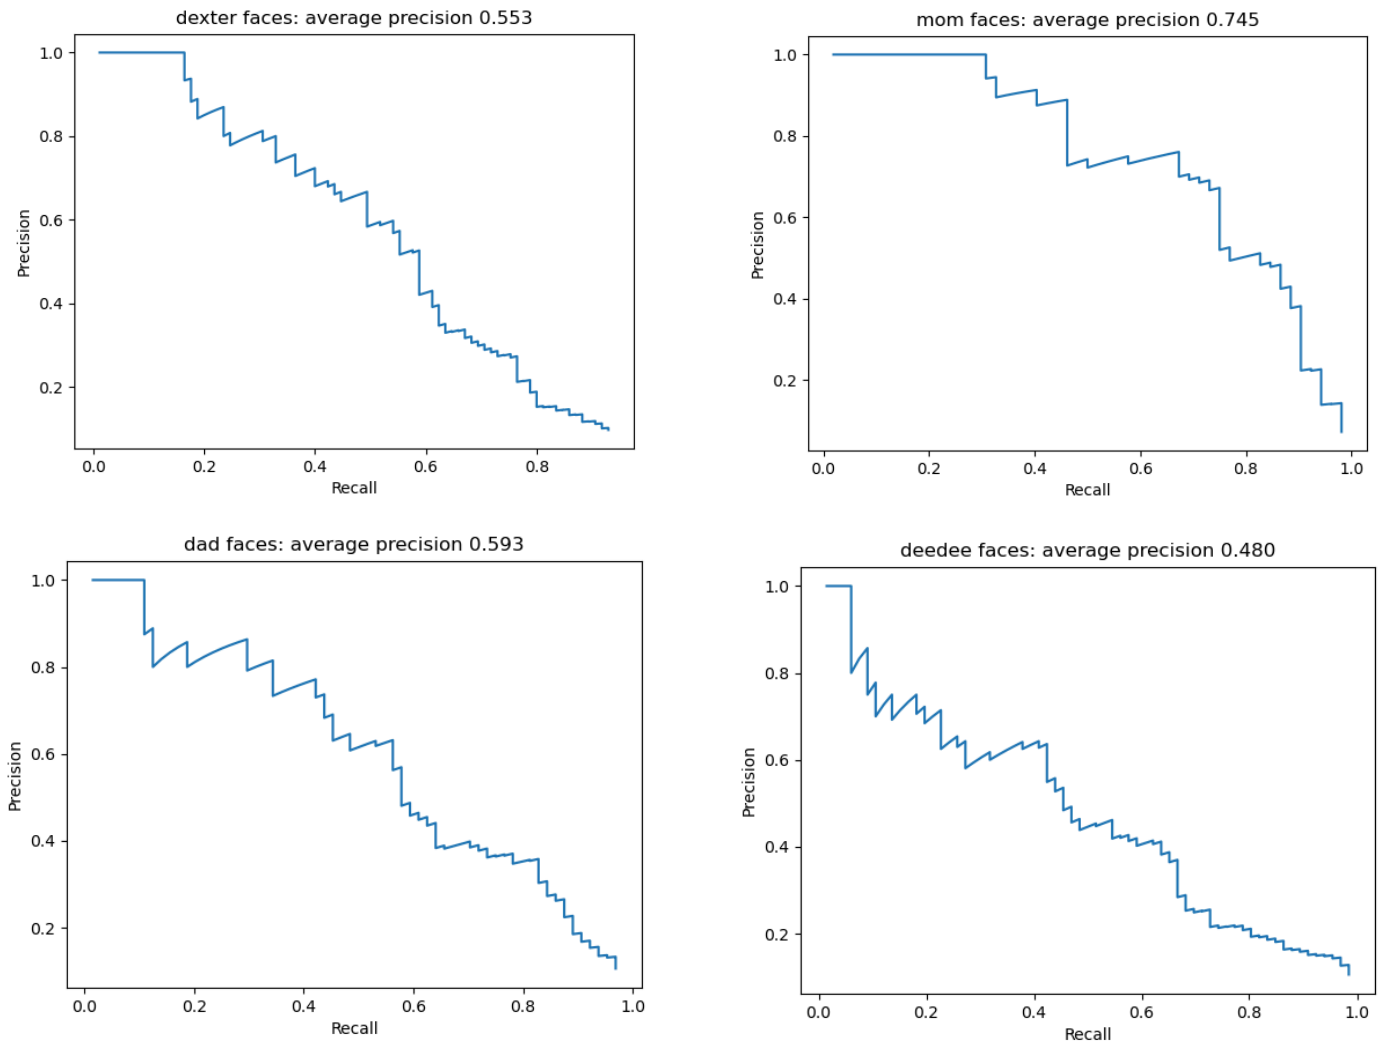 dexter faces: average precision 0.553
1.0
0.8
0.6
0.4
0.2
Precision
0.0 0.2 0.4 0.6 0.8
Recall
mom faces: average precision 0.745
1.0
0.8
0.6
0.4
0.2
Precision
0.0 0.2 0.4 0.6 0.8 1.0
Recall
dad faces: average precision 0.593
1.0
0.8
0.6
0.4
0.2
Precision
0.0 0.2 0.4 0.6 0.8 1.0
Recall
deedee faces: average precision 0.480
1.0
0.8
0.6
0.4
0.2
Precision
0.0 0.2 0.4 0.6 0.8 1.0
Recall